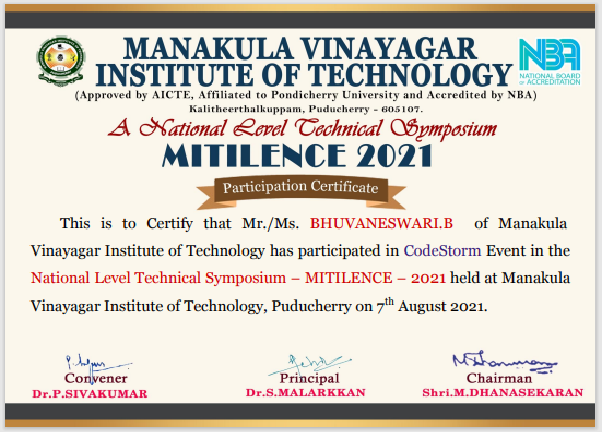 MANAKULA VINAYAGAR
INSTITUTE OF TECHNOLOGY
NBA
NATIONAL BOARD
OF ACCREDITATION
(Approved by AICTE, Affiliated to Pondicherry University and Accredited by NBA)
Kalitheerthalkuppam, Puducherry - 605107.
A National Level Technical Symposium
MITILENCE 2021
Participation Certificate
This is to Certify that Mr./Ms. BHUVANESWARI.B of Manakula
Vinayagar Institute of Technology has participated in CodeStorm Event in the
National Level Technical Symposium – MITILENCE – 2021 held at Manakula
Vinayagar Institute of Technology, Puducherry on 7th August 2021.
Convener Principal Chairman
Dr.P.SIVAKUMAR Dr.S.MALARKKAN Shri.M.DHANASEKARAN